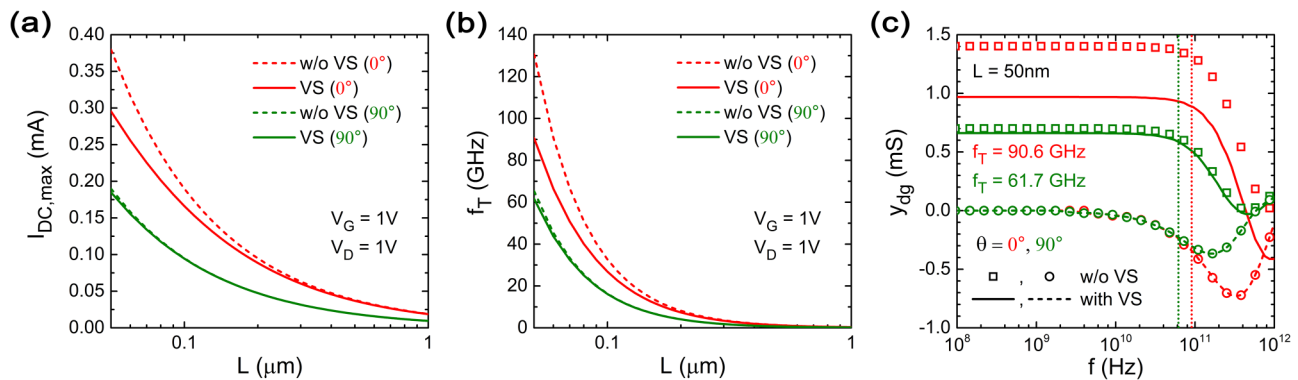 (a)
0.40
0.35
0.30
0.25
0.20
0.15
0.10
0.05
0.00
I_DC,max (mA)
w/o VS (0°)
VS (0°)
w/o VS (90°)
VS (90°)
V_G = 1V
V_D = 1V
0.1 1
L (μm)
(b)
140
120
100
80
60
40
20
0
f_T (GHz)
w/o VS (0°)
VS (0°)
w/o VS (90°)
VS (90°)
V_G = 1V
V_D = 1V
0.1 1
L (μm)
(c)
1.5
1.0
0.5
0.0
-0.5
-1.0
y_dg (mS)
L = 50nm
f_T = 90.6 GHz
f_T = 61.7 GHz
θ = 0°, 90°
, w/o VS
, with VS
10^8 10^9 10^10 10^11 10^12
f (Hz)